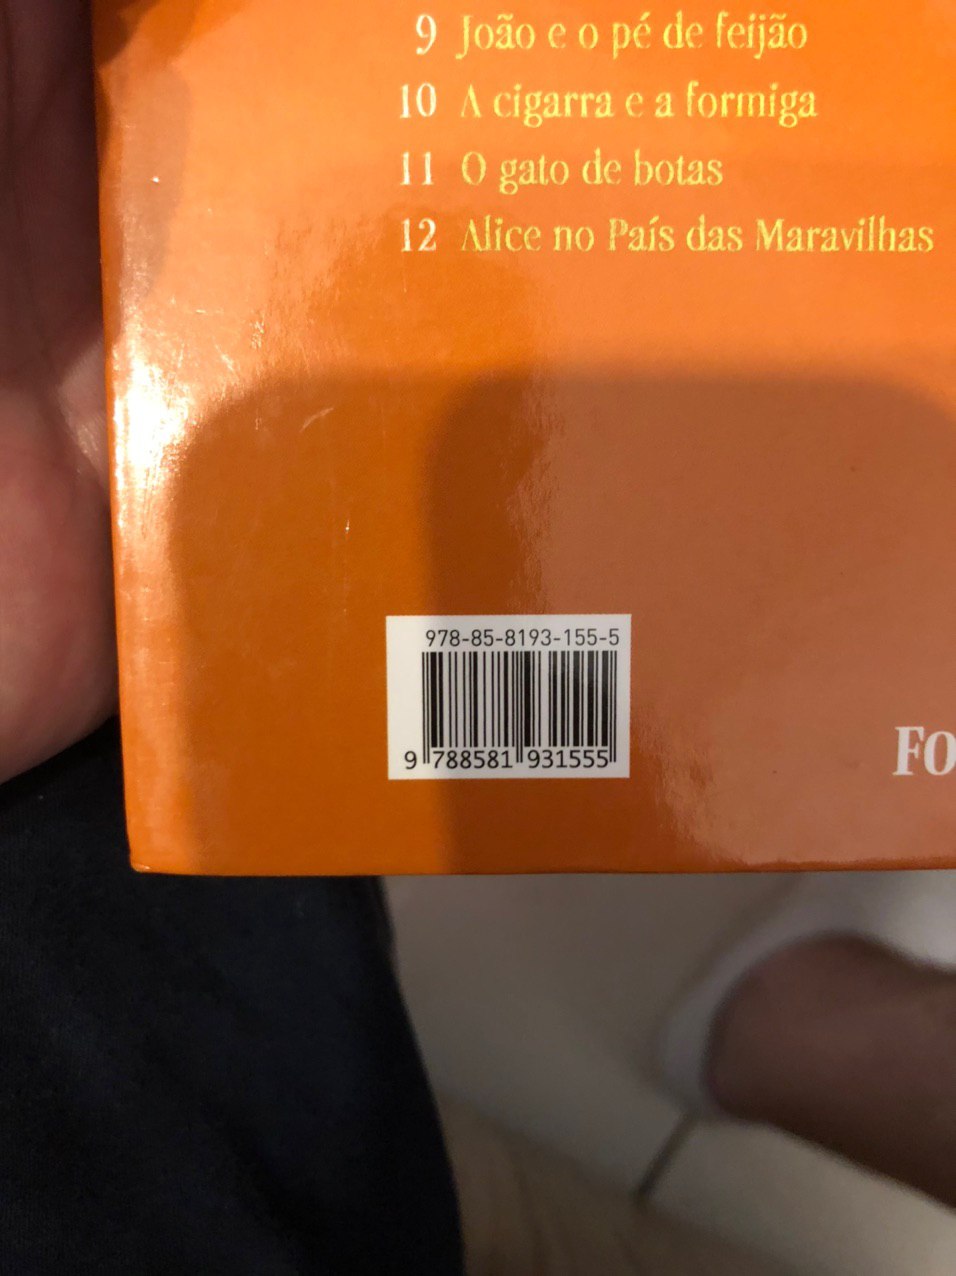 9 João e o pé de feijão
10 A cigarra e a formiga
11 O gato de botas
12 Alice no País das Maravilhas
978-85-8193-155-5
9 788581 931555
FO